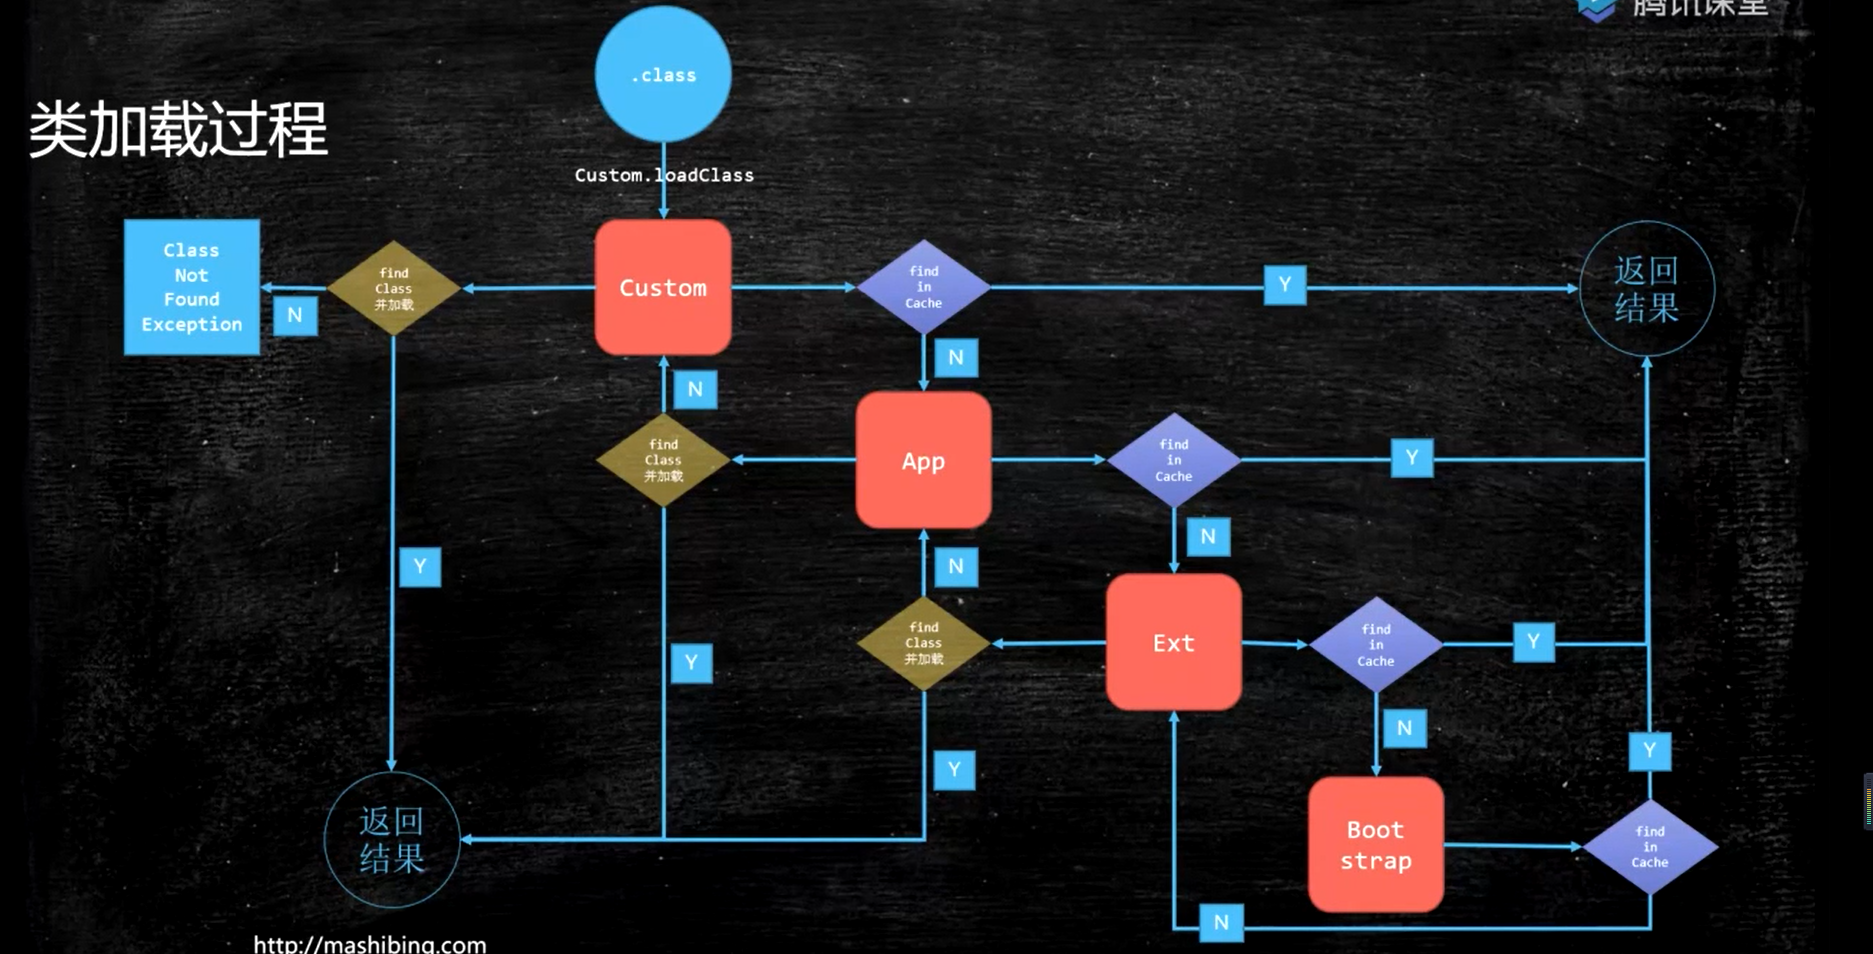 腾讯课堂
.class
类加载过程
Custom.loadClass
Class
Not
Found
Exception
N
find
Class
并加载
Custom
find
in
Cache
Y
返回
结果
N
N
find
Class
并加载
App
find
in
Cache
Y
N
N
Y
find
Class
并加载
Ext
find
in
Cache
Y
Y
N
Y
Y
返回
结果
Boot
strap
find
in
Cache
N
http://mashibing.com